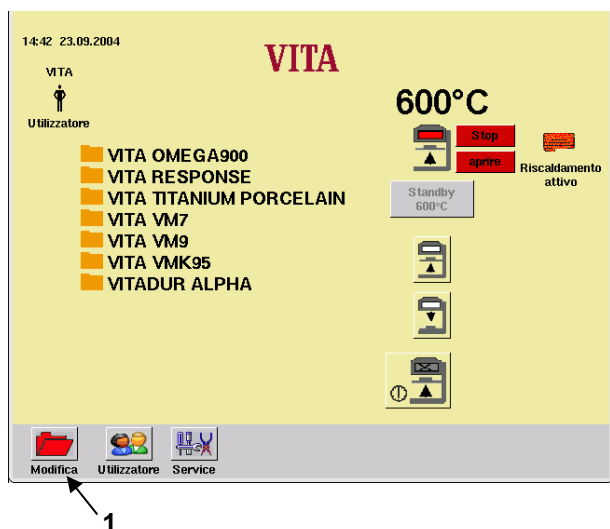 14:42 23.09.2004
VITA
VITA
Utilizzatore
600°C
Stop
aprire
Riscaldamento
attivo
Standby
600°C
VITA OMEGA900
VITA RESPONSE
VITA TITANIUM PORCELAIN
VITA VM7
VITA VM9
VITA VMK95
VITADUR ALPHA
Modifica
Utilizzatore
Service
1